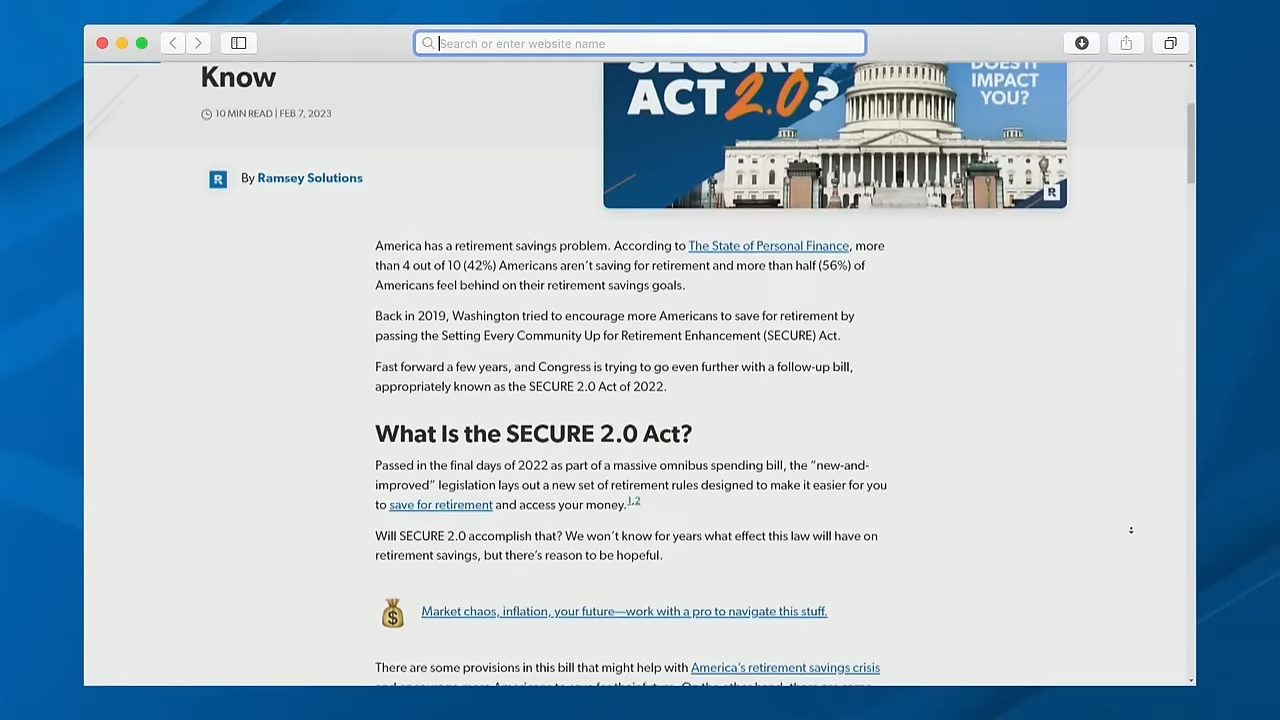 Search or enter website name
Know
10 MIN READ | FEB 7, 2023
By Ramsey Solutions
SECURE
ACT 2.0?
DOES IT
IMPACT
YOU?
R
R
America has a retirement savings problem. According to The State of Personal Finance, more
than 4 out of 10 (42%) Americans aren’t saving for retirement and more than half (56%) of
Americans feel behind on their retirement savings goals.
Back in 2019, Washington tried to encourage more Americans to save for retirement by
passing the Setting Every Community Up for Retirement Enhancement (SECURE) Act.
Fast forward a few years, and Congress is trying to go even further with a follow-up bill,
appropriately known as the SECURE 2.0 Act of 2022.
What Is the SECURE 2.0 Act?
Passed in the final days of 2022 as part of a massive omnibus spending bill, the “new-and-
improved” legislation lays out a new set of retirement rules designed to make it easier for you
to save for retirement and access your money.1,2
Will SECURE 2.0 accomplish that? We won’t know for years what effect this law will have on
retirement savings, but there’s reason to be hopeful.
Market chaos, inflation, your future—work with a pro to navigate this stuff.
There are some provisions in this bill that might help with America’s retirement savings crisis